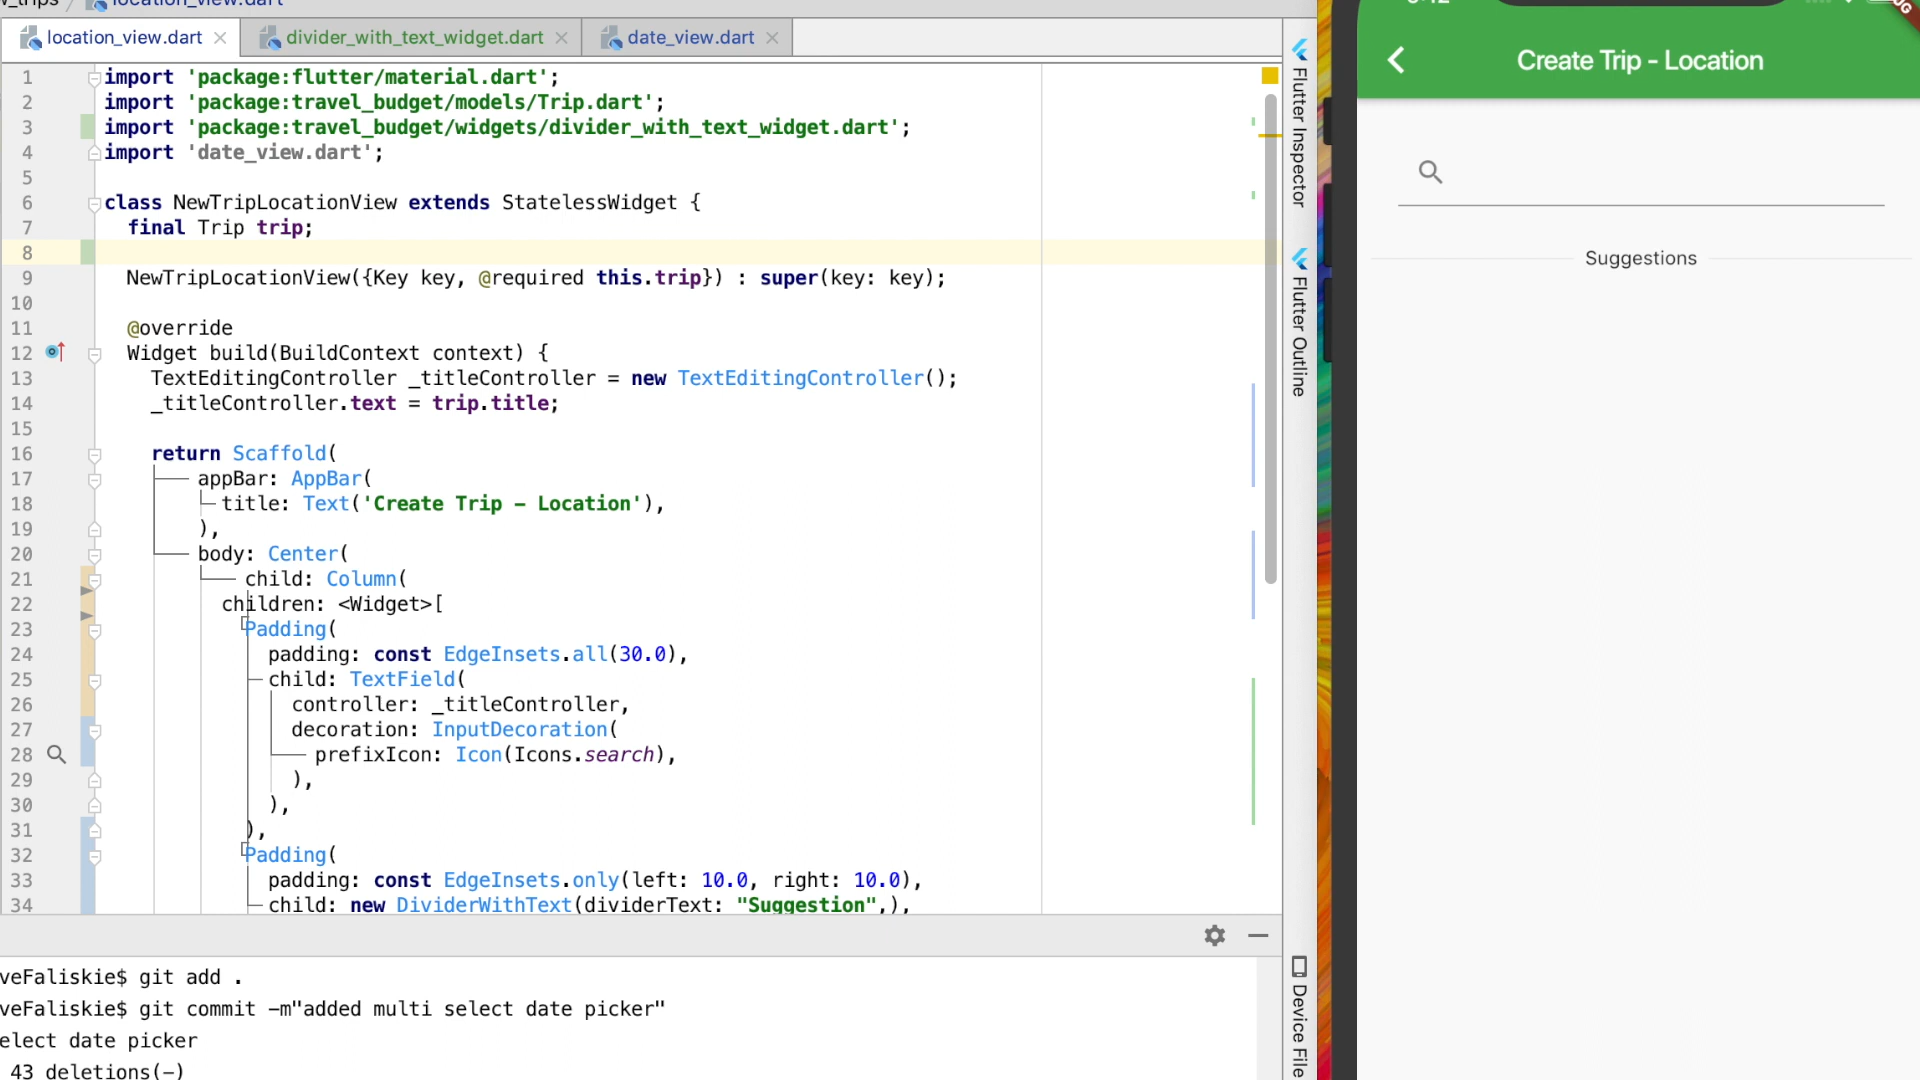 location_view.dart
location_view.dart
divider_with_text_widget.dart
date_view.dart
1 import 'package:flutter/material.dart';
2 import 'package:travel_budget/models/Trip.dart';
3 import 'package:travel_budget/widgets/divider_with_text_widget.dart';
4 import 'date_view.dart';
5
6 class NewTripLocationView extends StatelessWidget {
7 final Trip trip;
8
9 NewTripLocationView({Key key, @required this.trip}) : super(key: key);
10
11 @override
12 Widget build(BuildContext context) {
13 TextEditingController _titleController = new TextEditingController();
14 _titleController.text = trip.title;
15
16 return Scaffold(
17 appBar: AppBar(
18 title: Text('Create Trip - Location'),
19 ),
20 body: Center(
21 child: Column(
22 children: <Widget>[
23 Padding(
24 padding: const EdgeInsets.all(30.0),
25 child: TextField(
26 controller: _titleController,
27 decoration: InputDecoration(
28 prefixIcon: Icon(Icons.search),
29 ),
30 ),
31 ),
32 Padding(
33 padding: const EdgeInsets.only(left: 10.0, right: 10.0),
34 child: new DividerWithText(dividerText: "Suggestion",),
veFaliskie$ git add .
veFaliskie$ git commit -m"added multi select date picker"
elect date picker
43 deletions(-)
Flutter Inspector
Flutter Outline
Device File
Create Trip - Location
Suggestions